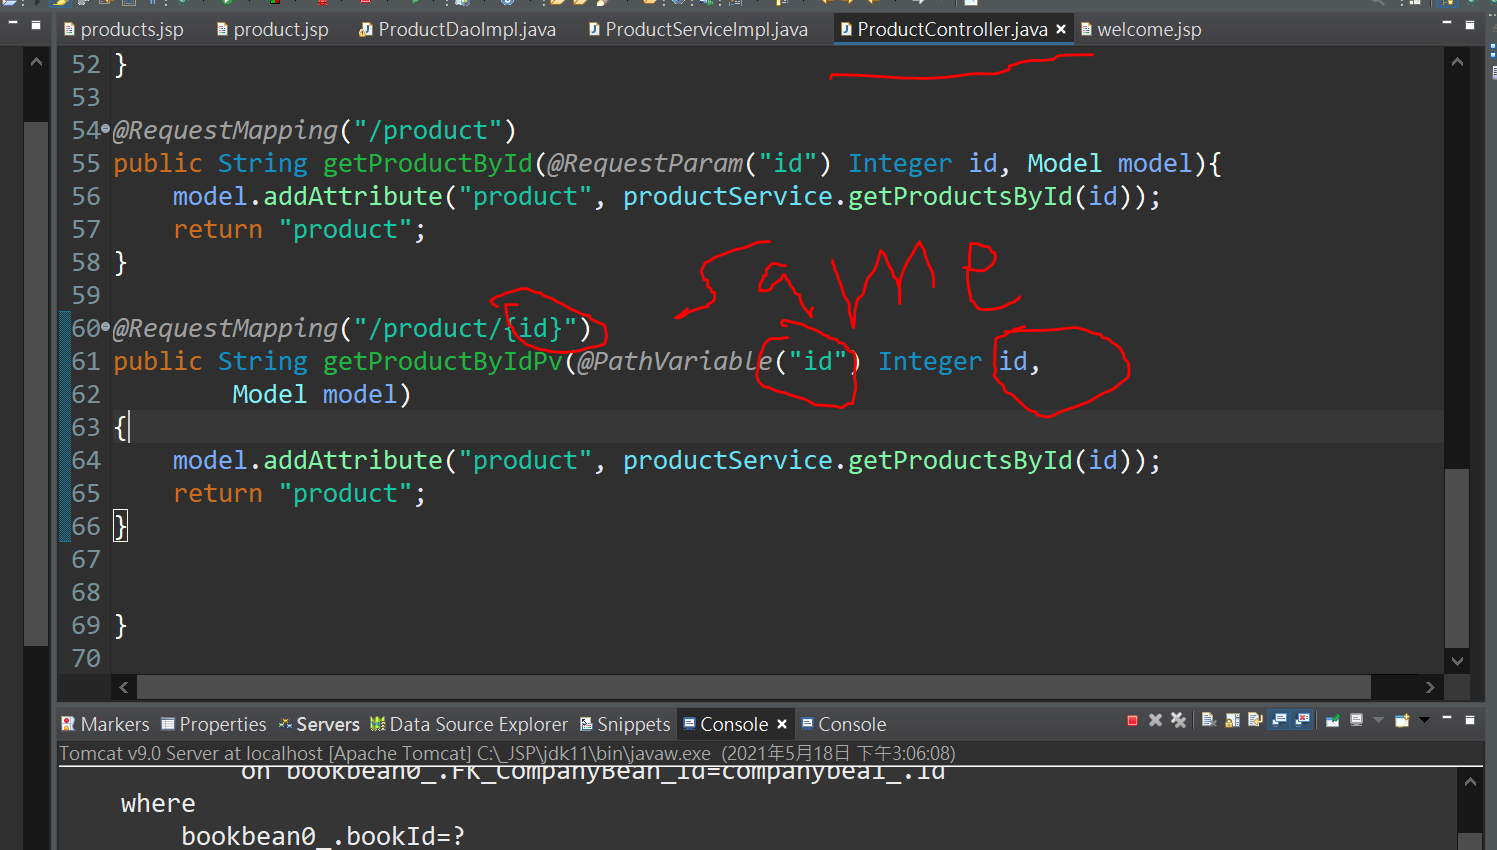 products.jsp product.jsp ProductDaoImpl.java ProductServiceImpl.java ProductController.java welcome.jsp
52 }
53
54 @RequestMapping("/product")
55 public String getProductById(@RequestParam("id") Integer id, Model model){
56 model.addAttribute("product", productService.getProductsById(id));
57 return "product";
58 }
same
59
60 @RequestMapping("/product/{id}")
61 public String getProductByIdPv(@PathVariable("id") Integer id,
62 Model model)
63 {
64 model.addAttribute("product", productService.getProductsById(id));
65 return "product";
66 }
67
68
69 }
70
Markers Properties Servers Data Source Explorer Snippets Console Console
Tomcat v9.0 Server at localhost [Apache Tomcat] C:\_JSP\jdk11\bin\javaw.exe (2021年5月18日 下午3:06:08)
on bookbean0_.FK_CompanyBean_id=companybea1_.id
where
bookbean0_.bookId=?